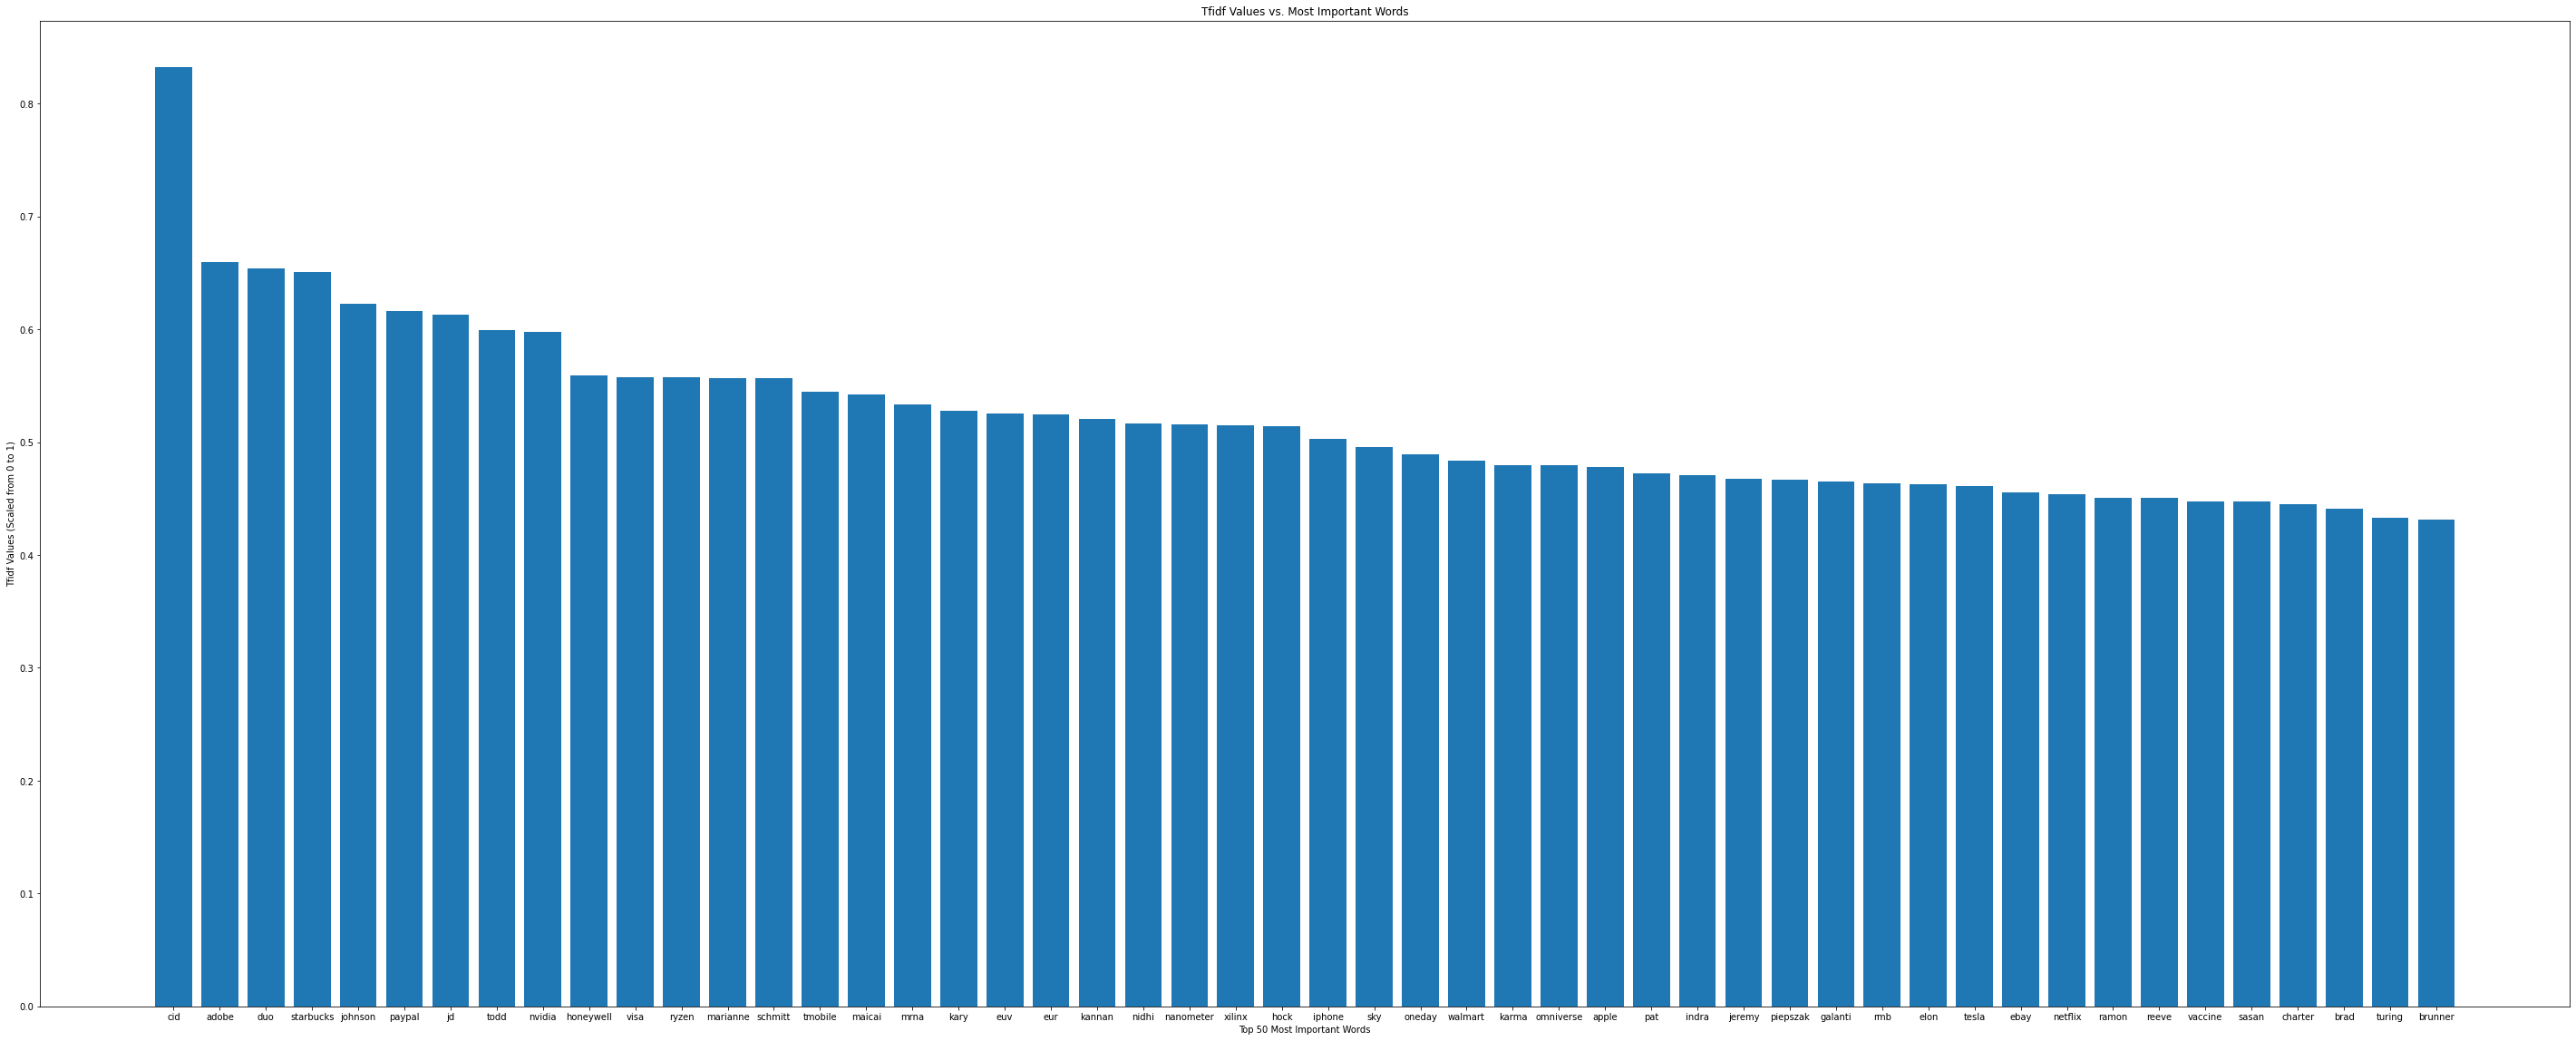 Tfidf Values vs. Most Important Words
Tfidf Values (Scaled from 0 to 1)
0.8
0.7
0.6
0.5
0.4
0.3
0.2
0.1
0.0
cid adobe duo starbucks johnson paypal jd todd nvidia honeywell visa ryzen marianne schmitt tmobile maicai mrna kary euv eur kannan nidhi nanometer xilinx hock iphone sky oneday walmart karma omniverse apple pat indra jeremy piepszak galanti rmb elon tesla ebay netflix ramon reeve vaccine sasan charter brad turing brunner
Top 50 Most Important Words